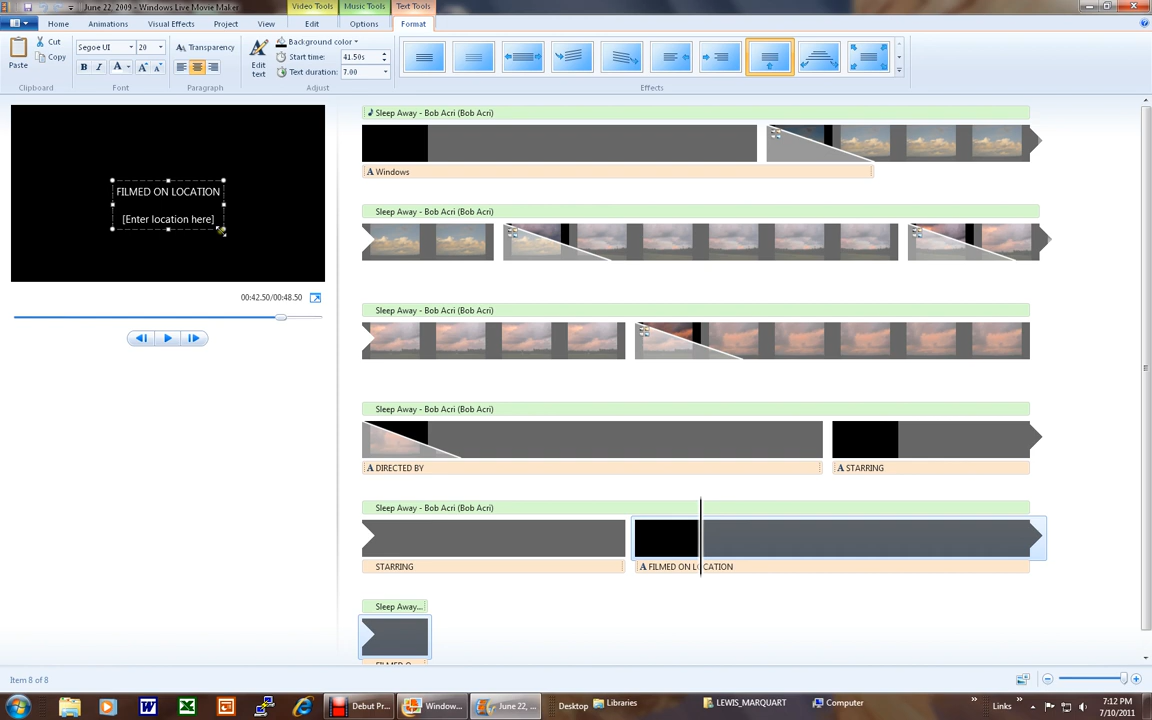 June 22, 2009 - Windows Live Movie Maker
Video Tools
Music Tools
Text Tools
Home
Animations
Visual Effects
Project
View
Edit
Options
Format
Paste
Cut
Copy
Clipboard
Segoe UI
20
Transparency
B
I
A
A
A
Font
Paragraph
Edit text
Background color
Start time:
41.50s
Text duration:
7.00
Adjust
Effects
FILMED ON LOCATION
[Enter location here]
00:42.50/00:48.50
Sleep Away - Bob Acri (Bob Acri)
A Windows
Sleep Away - Bob Acri (Bob Acri)
Sleep Away - Bob Acri (Bob Acri)
Sleep Away - Bob Acri (Bob Acri)
A DIRECTED BY
A STARRING
Sleep Away - Bob Acri (Bob Acri)
STARRING
A FILMED ON LOCATION
Sleep Away...
Item 8 of 8
Debut Pr...
Window...
June 22, ...
Desktop
Libraries
LEWIS_MARQUART
Computer
Links
7:12 PM
7/10/2011